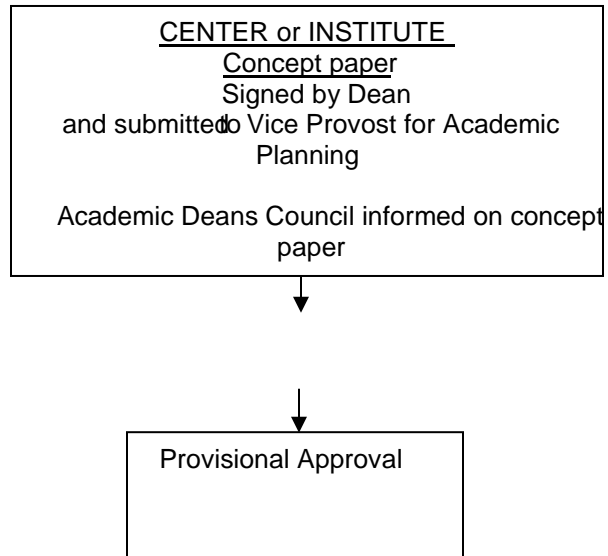 CENTER or INSTITUTE
Concept paper
Signed by Dean
and submitted to Vice Provost for Academic
Planning
Academic Deans Council informed on concept
paper
Provisional Approval